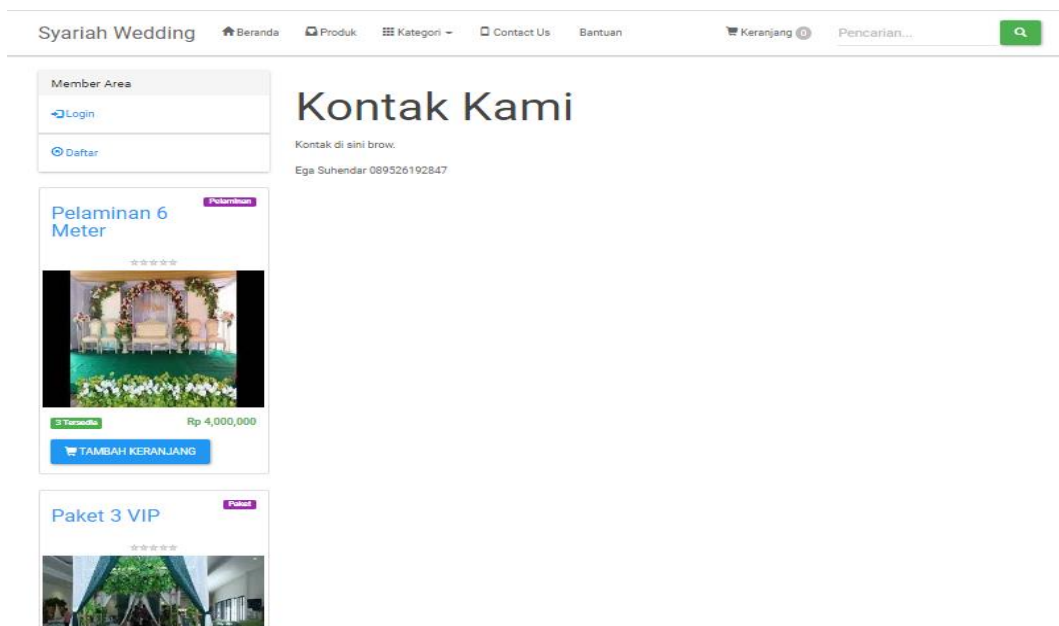 Syariah Wedding Beranda Produk Kategori Contact Us Bantuan Keranjang 0 Pencarian...
Member Area
Login
Daftar
Kontak Kami
Kontak di sini brow.
Ega Suhendar 089526192847
Pelaminan
Pelaminan 6
Meter
3 Tersedia Rp 4,000,000
TAMBAH KERANJANG
Paket
Paket 3 VIP